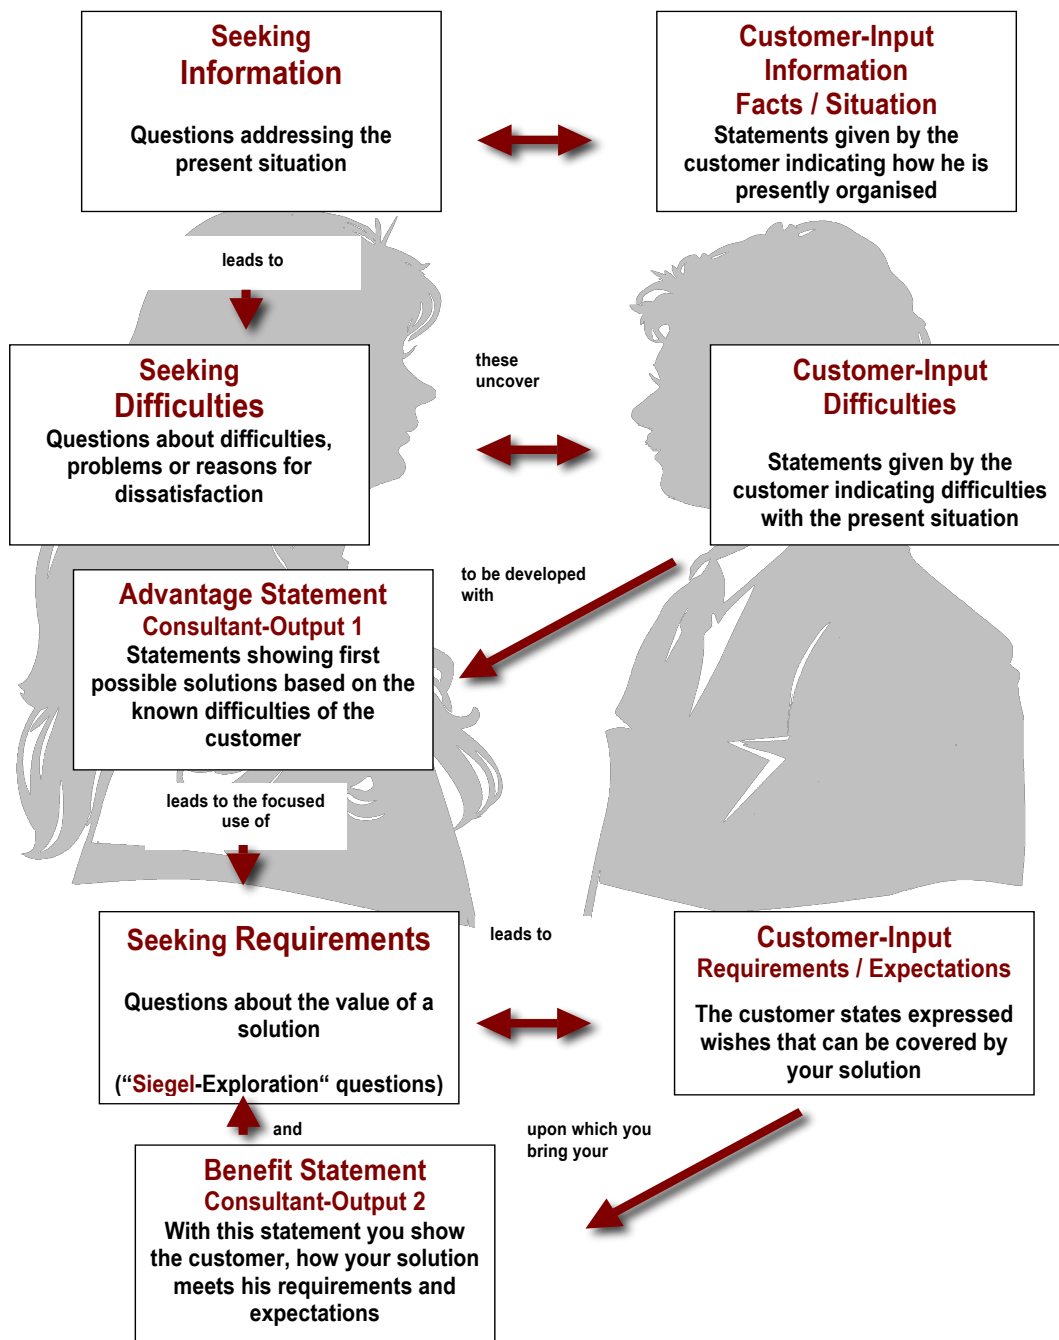 Seeking
Information
Questions addressing the
present situation
Customer-Input
Information
Facts / Situation
Statements given by the
customer indicating how he is
presently organised
leads to
Seeking
Difficulties
Questions about difficulties,
problems or reasons for
dissatisfaction
these
uncover
Customer-Input
Difficulties
Statements given by the
customer indicating difficulties
with the present situation
to be developed
with
Advantage Statement
Consultant-Output 1
Statements showing first
possible solutions based on the
known difficulties of the
customer
leads to the focused
use of
Seeking Requirements
Questions about the value of a
solution
(“Siegel-Exploration“ questions)
leads to
Customer-Input
Requirements / Expectations
The customer states expressed
wishes that can be covered by
your solution
and
upon which you
bring your
Benefit Statement
Consultant-Output 2
With this statement you show
the customer, how your solution
meets his requirements and
expectations